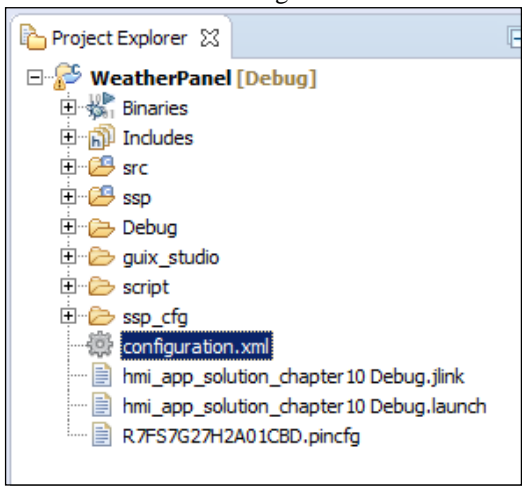 Project Explorer
WeatherPanel [Debug]
Binaries
Includes
src
ssp
Debug
guix_studio
script
ssp_cfg
configuration.xml
hmi_app_solution_chapter10 Debug.jlink
hmi_app_solution_chapter10 Debug.launch
R7FS7G27H2A01CBD.pincfg